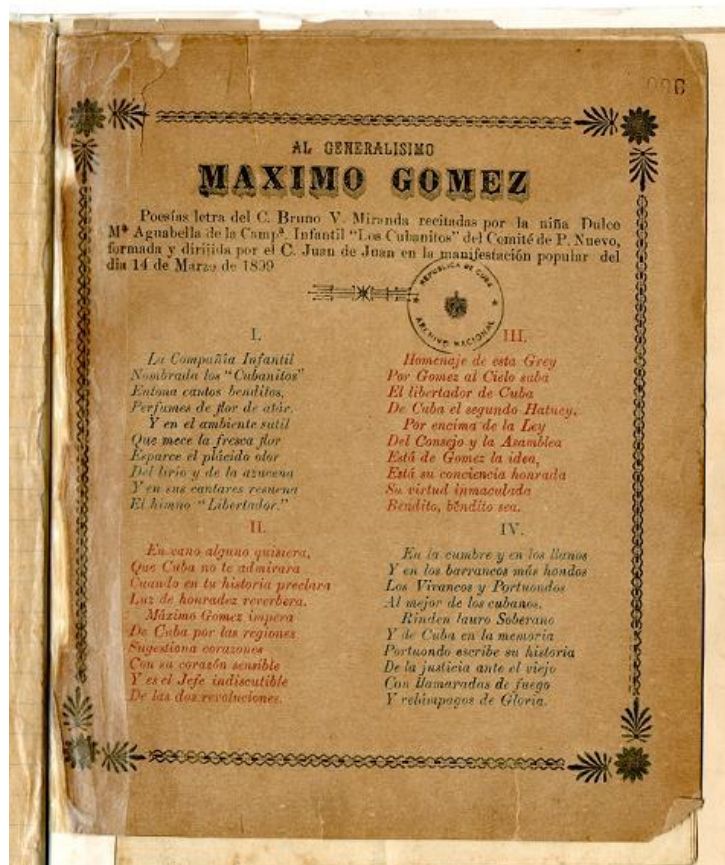 AL GENERALISIMO
MAXIMO GOMEZ
Poesías letra del C. Bruno V. Miranda recitadas por la niña Dulce
Mª Aguabella de la Campª. Infantil "Los Cubanitos" del Comité de P. Nuevo,
formada y dirijida por el C. Juan de Juan en la manifestación popular del
dia 14 de Marzo de 1899
REPUBLICA DE CUBA
ARCHIVO NACIONAL
I.
La Compañia Infantil
Nombrada los "Cubanitos"
Entona cantos benditos,
Perfumes de flor de atár.
Y en el ambiente sutil
Que mece la fresca flor
Esparce el plácido olor
Del lirio y de la azucena
Y en sus cantares resuena
El himno "Libertador."
II.
En vano alguno quisiera,
Que Cuba no te admirara
Cuando en tu historia preclara
Luz de honradez reverbera.
Máximo Gomez impera
De Cuba por las regiones
Sugestiona corazones
Con su corazón sensible
Y es el Jefe indiscutible
De las dos revoluciones.
III.
Homenaje de esta Grey
Por Gomez al Cielo suba
El libertador de Cuba
De Cuba el segundo Hatuey,
Por encima de la Ley
Del Consejo y la Asamblea
Está de Gomez la idea,
Está su conciencia honrada
Su virtud inmaculada
Bendito, bendito sea.
IV.
En la cumbre y en los llanos
Y en los barrancos más hondos
Los Vivancos y Portuondos
Al mejor de los cubanos,
Rinden lauro Soberano
Y de Cuba en la memoria
Portuondo escribe su historia
De la justicia ante el viejo
Con llamaradas de fuego
Y relámpagos de Gloria.